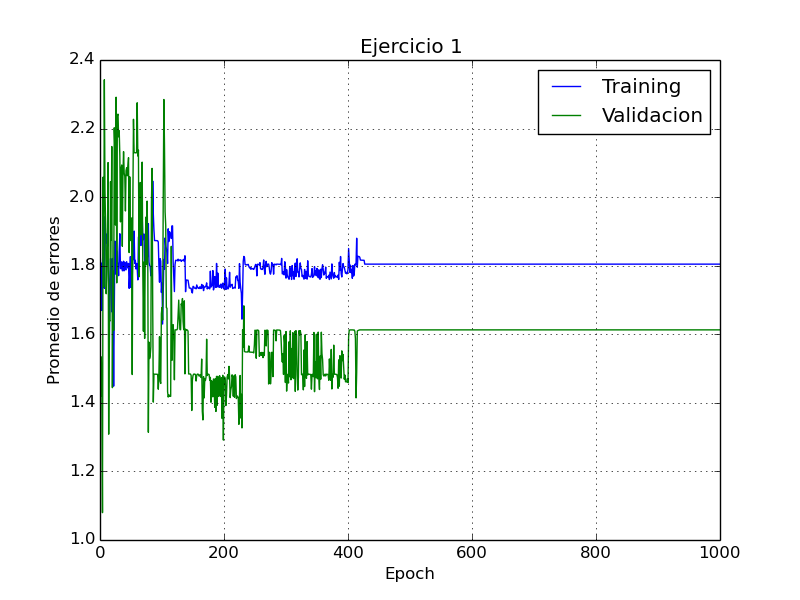 Ejercicio 1
Training
Validacion
Promedio de errores
2.4
2.2
2.0
1.8
1.6
1.4
1.2
1.0
0 200 400 600 800 1000
Epoch